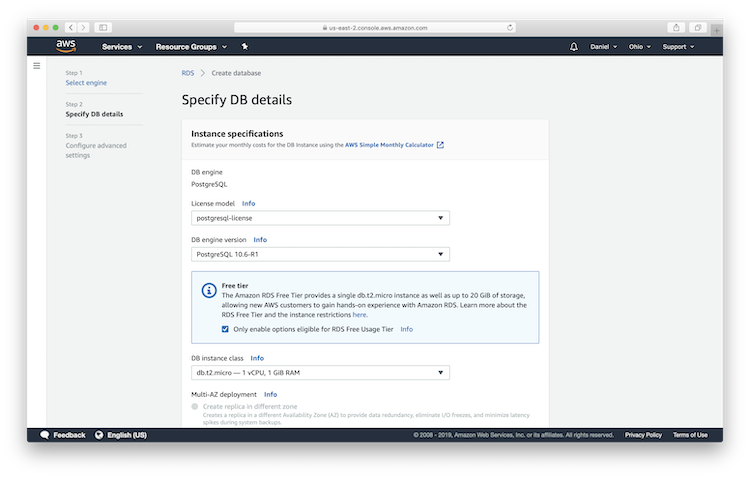 us-east-2.console.aws.amazon.com
aws Services Resource Groups Daniel Ohio Support
Step 1
Select engine
Step 2
Specify DB details
Step 3
Configure advanced
settings
RDS > Create database
Specify DB details
Instance specifications
Estimate your monthly costs for the DB Instance using the AWS Simple Monthly Calculator
DB engine
PostgreSQL
License model Info
postgresql-license
DB engine version Info
PostgreSQL 10.6-R1
Free tier
The Amazon RDS Free Tier provides a single db.t2.micro instance as well as up to 20 GiB of storage,
allowing new AWS customers to gain hands-on experience with Amazon RDS. Learn more about the
RDS Free Tier and the instance restrictions here.
Only enable options eligible for RDS Free Usage Tier Info
DB instance class Info
db.t2.micro — 1 vCPU, 1 GiB RAM
Multi-AZ deployment Info
Create replica in different zone
Creates a replica in a different Availability Zone (AZ) to provide data redundancy, eliminate I/O freezes, and minimize latency
spikes during system backups.
Feedback English (US) © 2008 - 2019, Amazon Web Services, Inc. or its affiliates. All rights reserved. Privacy Policy Terms of Use